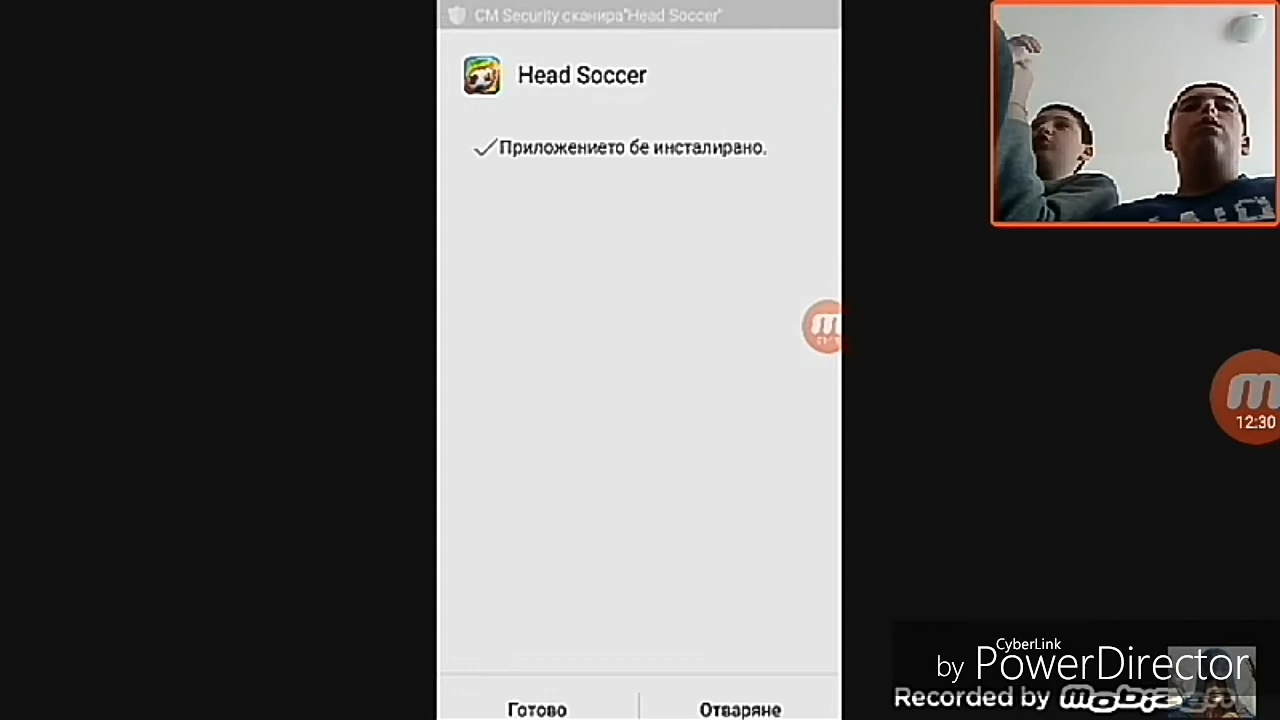 CM Security сканира"Head Soccer"
Head Soccer
Приложението бе инсталирано.
12:30
CyberLink
by PowerDirector
Recorded by
Готово
Отваряне